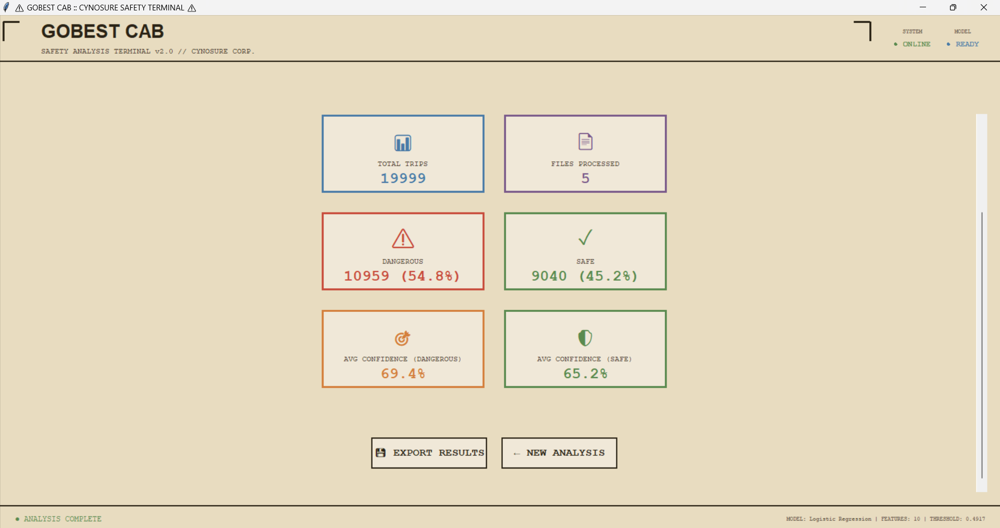 ⚠ GOBEST CAB :: CYNOSURE SAFETY TERMINAL ⚠
GOBEST CAB
SAFETY ANALYSIS TERMINAL v2.0 // CYNOSURE CORP.
SYSTEM
● ONLINE
MODEL
● READY
TOTAL TRIPS
19999
FILES PROCESSED
5
DANGEROUS
10959 (54.8%)
SAFE
9040 (45.2%)
AVG CONFIDENCE (DANGEROUS)
69.4%
AVG CONFIDENCE (SAFE)
65.2%
EXPORT RESULTS
← NEW ANALYSIS
● ANALYSIS COMPLETE
MODEL: Logistic Regression | FEATURES: 10 | THRESHOLD: 0.4917